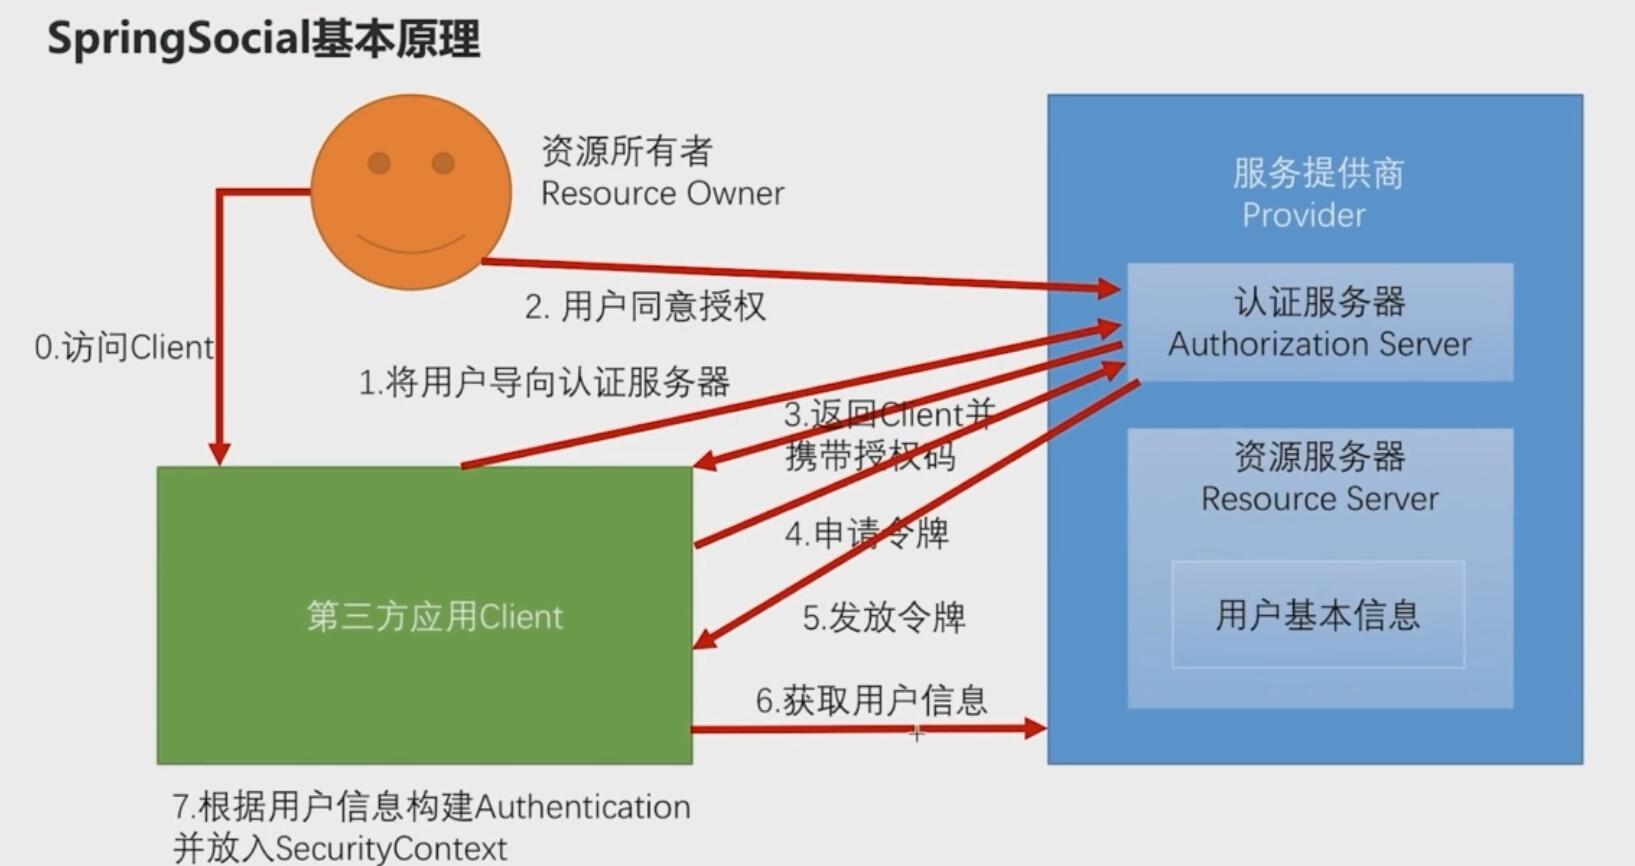 SpringSocial基本原理
资源所有者
Resource Owner
服务提供商
Provider
认证服务器
Authorization Server
2. 用户同意授权
0.访问Client
1.将用户导向认证服务器
3.返回Client并
携带授权码
资源服务器
Resource Server
4.申请令牌
第三方应用Client
5.发放令牌
用户基本信息
6.获取用户信息
7.根据用户信息构建Authentication
并放入SecurityContext